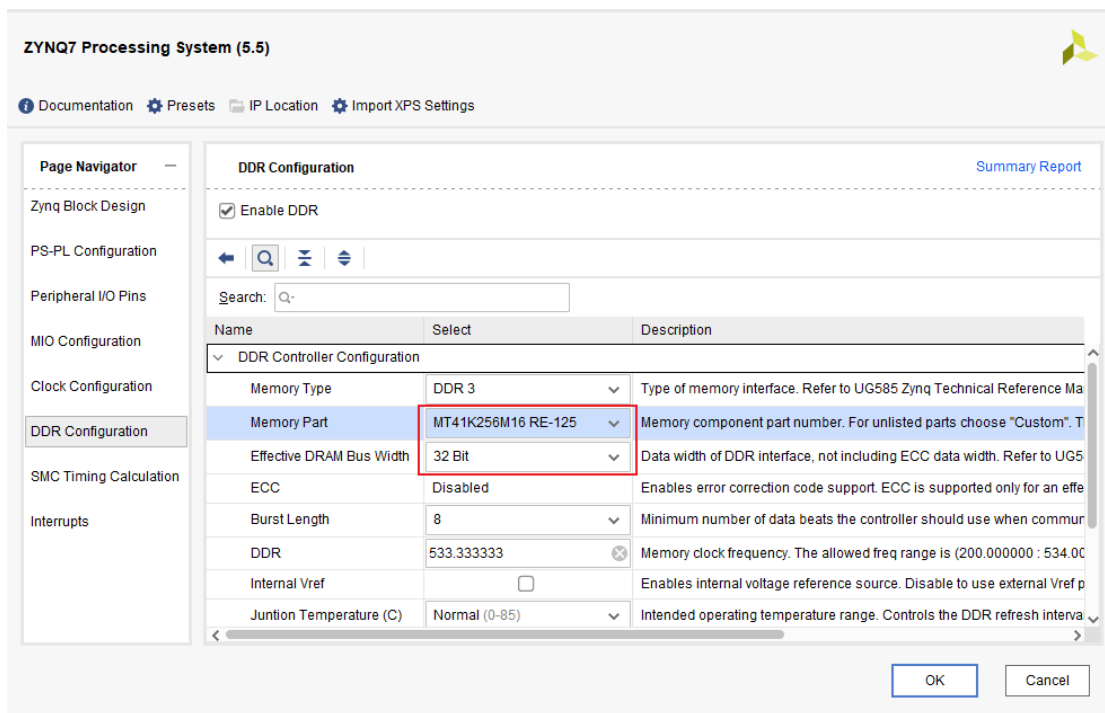 ZYNQ7 Processing System (5.5)
Documentation Presets IP Location Import XPS Settings
Page Navigator
Zynq Block Design
PS-PL Configuration
Peripheral I/O Pins
MIO Configuration
Clock Configuration
DDR Configuration
SMC Timing Calculation
Interrupts
DDR Configuration Summary Report
Enable DDR
Search:
Name Select Description
DDR Controller Configuration
Memory Type DDR 3 Type of memory interface. Refer to UG585 Zynq Technical Reference Ma
Memory Part MT41K256M16 RE-125 Memory component part number. For unlisted parts choose "Custom". T
Effective DRAM Bus Width 32 Bit Data width of DDR interface, not including ECC data width. Refer to UG5
ECC Disabled Enables error correction code support. ECC is supported only for an effe
Burst Length 8 Minimum number of data beats the controller should use when commun
DDR 533.333333 Memory clock frequency. The allowed freq range is (200.000000 : 534.00
Internal Vref Enables internal voltage reference source. Disable to use external Vref p
Juntion Temperature (C) Normal (0-85) Intended operating temperature range. Controls the DDR refresh interva
OK Cancel